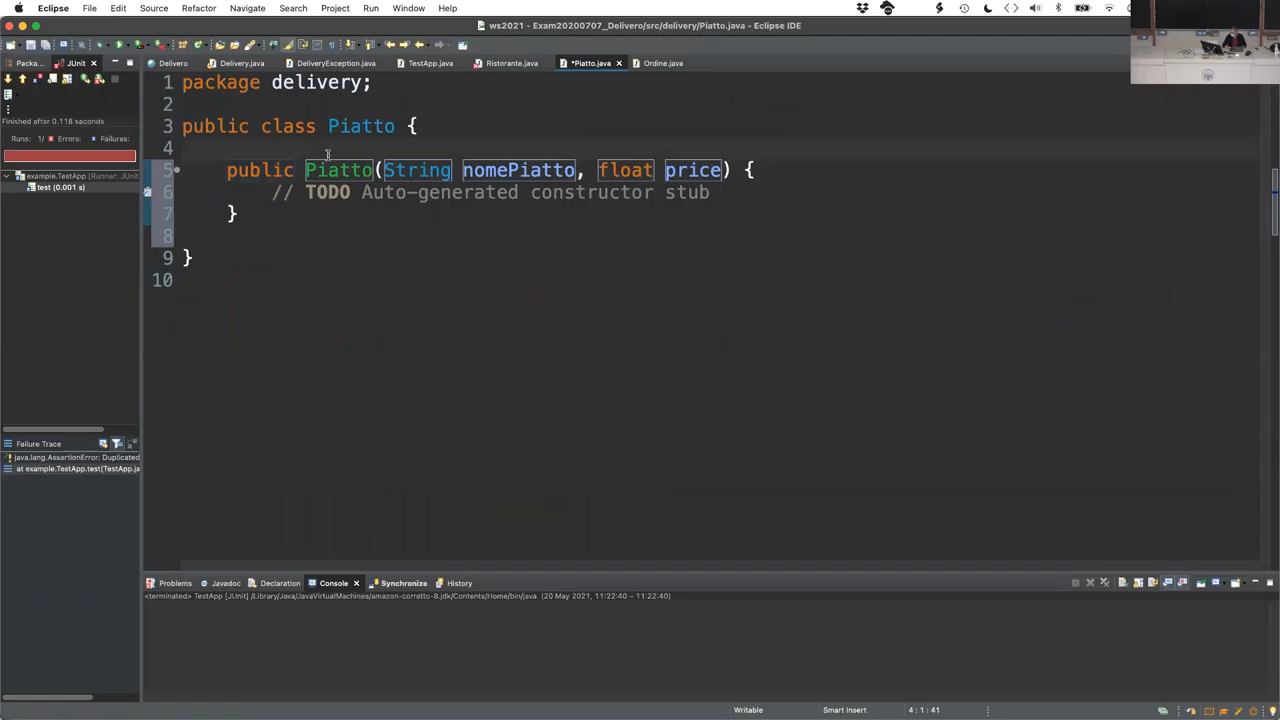 Eclipse File Edit Source Refactor Navigate Search Project Run Window Help
ws2021 - Exam20200707_Delivero/src/delivery/Piatto.java - Eclipse IDE
Packa... JUnit Delivero Delivery.java DeliveryException.java TestApp.java Ristorante.java *Piatto.java Ordine.java
Finished after 0.118 seconds
Runs: 1/ Errors: Failures:
example.TestApp [Runner: JUnit
test (0.001 s)
1 package delivery;
2
3 public class Piatto {
4
5 public Piatto(String nomePiatto, float price) {
6 // TODO Auto-generated constructor stub
7 }
8
9 }
10
Failure Trace
java.lang.AssertionError: Duplicated
at example.TestApp.test(TestApp.ja
Problems Javadoc Declaration Console Synchronize History
<terminated> TestApp [JUnit] /Library/Java/JavaVirtualMachines/amazon-corretto-8.jdk/Contents/Home/bin/java (20 May 2021, 11:22:40 – 11:22:40)
Writable Smart Insert 4 : 1 : 41